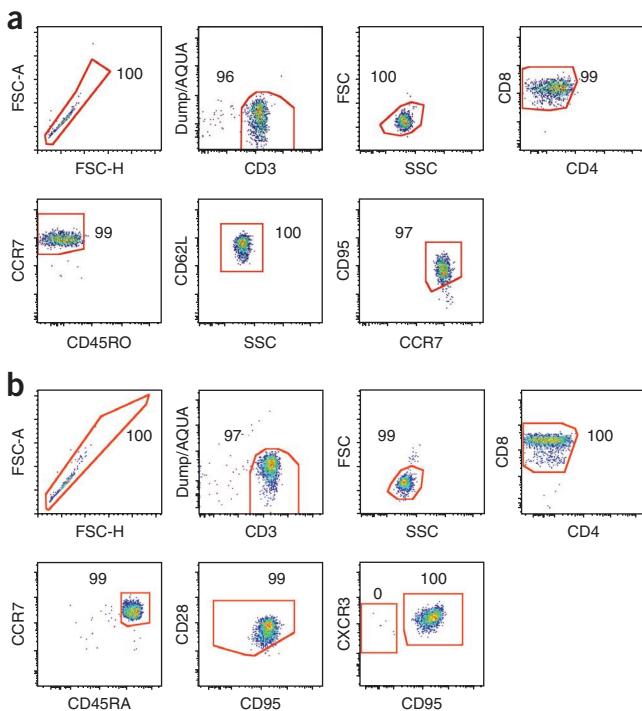 a
FSC-A
100
FSC-H
Dump/AQUA
96
CD3
FSC
100
SSC
CD8
99
CD4
CCR7
99
CD45RO
CD62L
100
SSC
CD95
97
CCR7
b
FSC-A
100
FSC-H
Dump/AQUA
97
CD3
FSC
99
SSC
CD8
100
CD4
CCR7
99
CD45RA
CD28
99
CD95
CXCR3
0
100
CD95